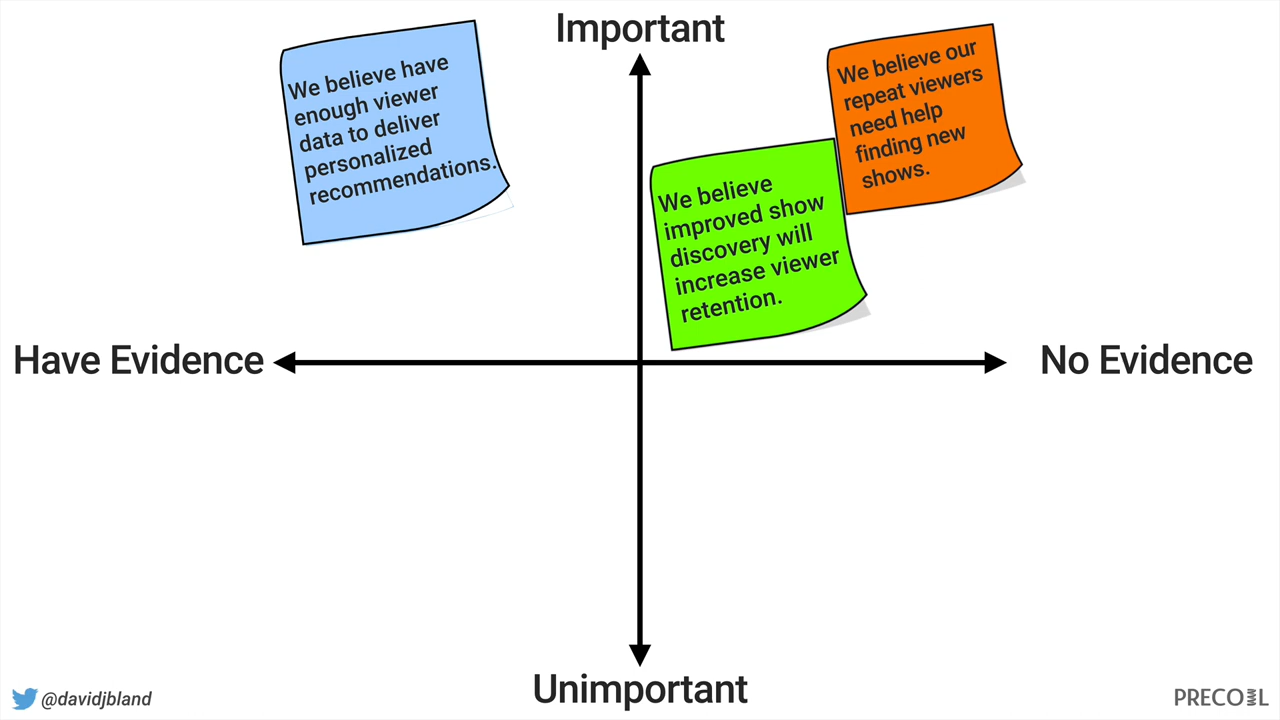 Important
We believe have
enough viewer
data to deliver
personalized
recommendations.
We believe our
repeat viewers
need help
finding new
shows.
We believe
improved show
discovery will
increase viewer
retention.
Have Evidence
No Evidence
Unimportant
@davidjbland
PRECOIL